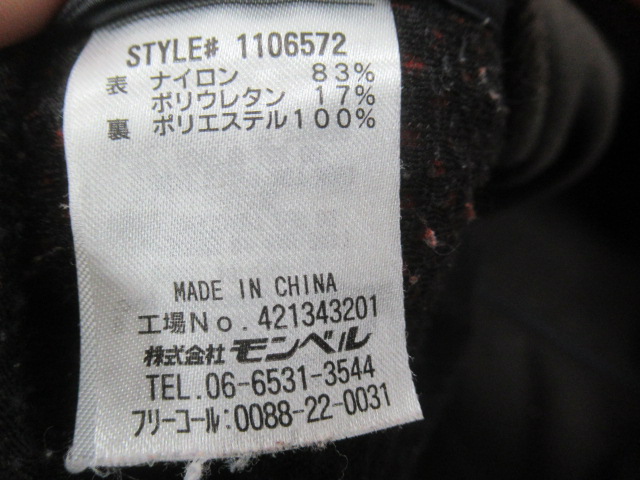 STYLE# 1106572
表 ナイロン 83%
ポリウレタン 17%
裏 ポリエステル100%
MADE IN CHINA
工場No.421343201
株式会社モンベル
TEL.06-6531-3544
フリーコール:0088-22-0031